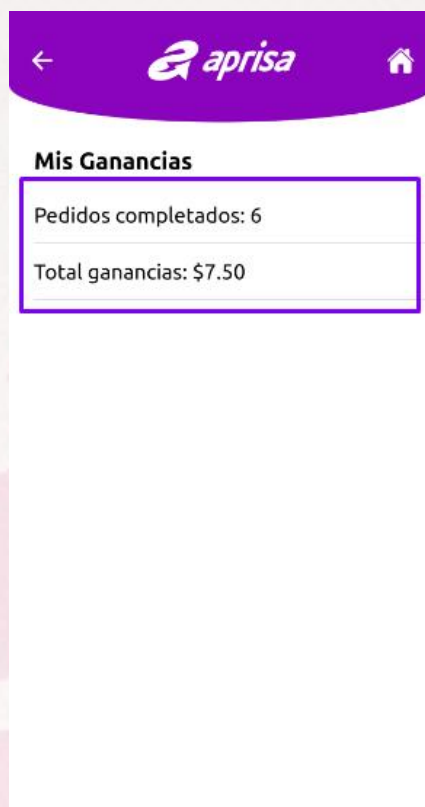 aprisa
Mis Ganancias
Pedidos completados: 6
Total ganancias: $7.50